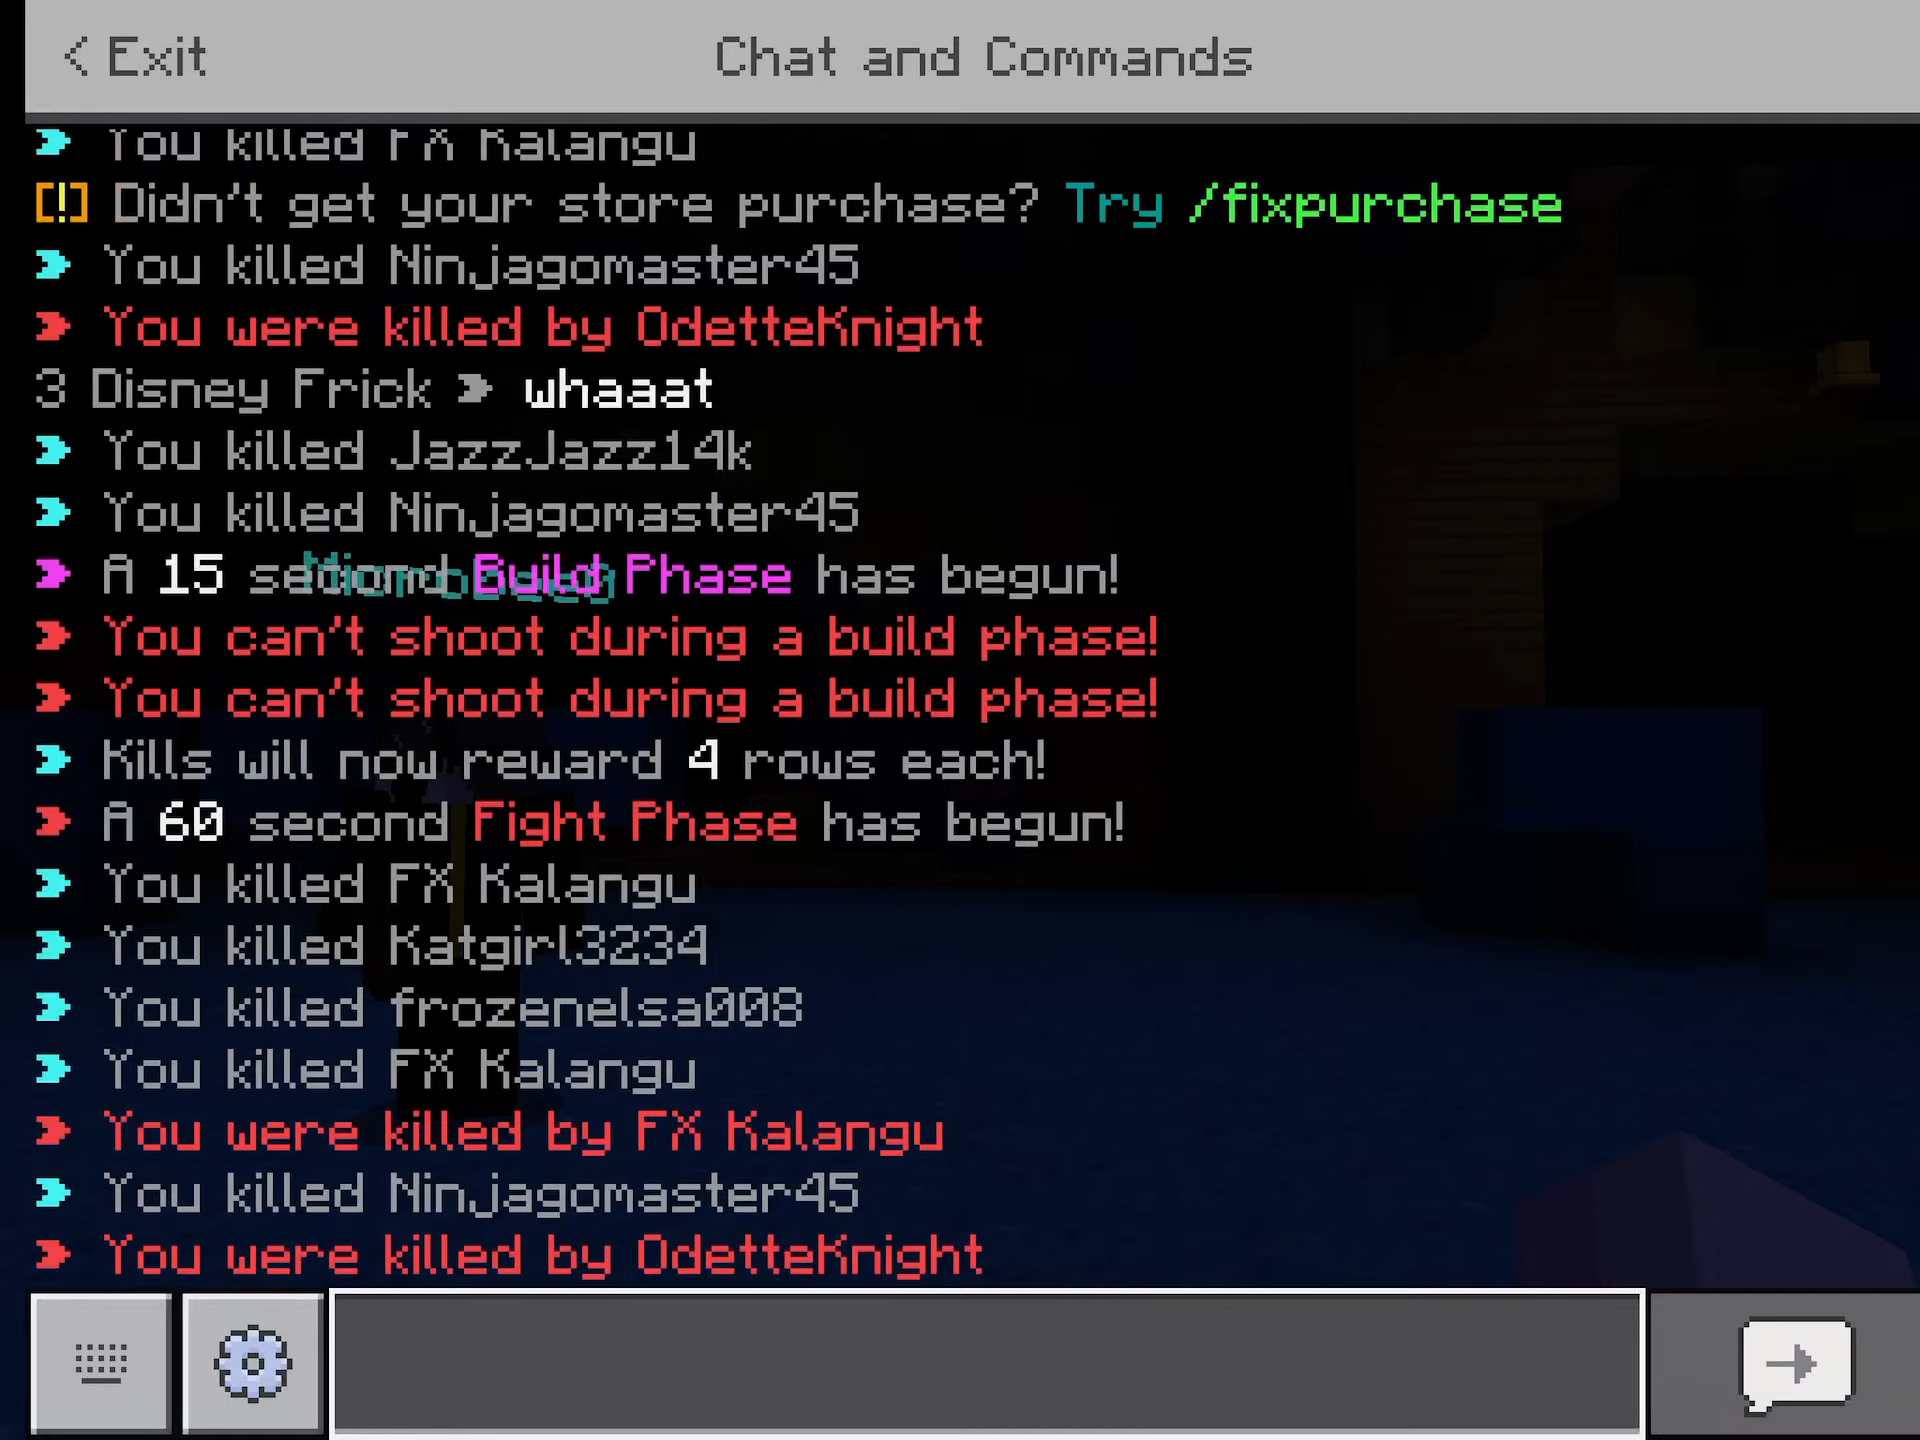 < Exit
Chat and Commands
You killed FX Kalangu
[!] Didn't get your store purchase? Try /fixpurchase
You killed Ninjagomaster45
You were killed by OdetteKnight
3 Disney Frick whaaat
You killed JazzJazz14k
You killed Ninjagomaster45
A 15 second Build Phase has begun!
You can't shoot during a build phase!
You can't shoot during a build phase!
Kills will now reward 4 rows each!
A 60 second Fight Phase has begun!
You killed FX Kalangu
You killed Katgirl3234
You killed frozenelsa008
You killed FX Kalangu
You were killed by FX Kalangu
You killed Ninjagomaster45
You were killed by OdetteKnight